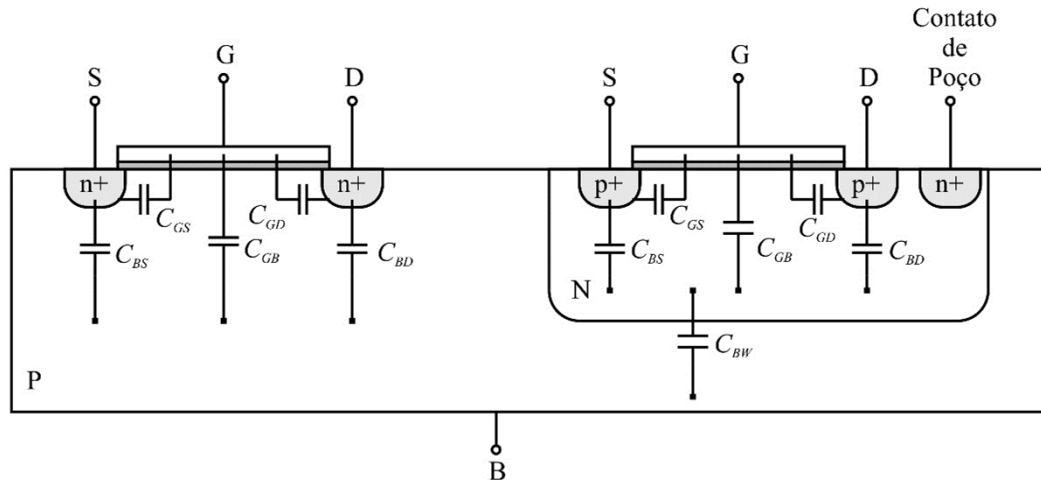 Contato
de
Poço
S
G
D
S
G
D
n+
n+
p+
p+
n+
C_GS
C_GD
C_GB
C_BS
C_BD
C_GS
C_GD
C_GB
C_BS
C_BD
N
C_BW
P
B